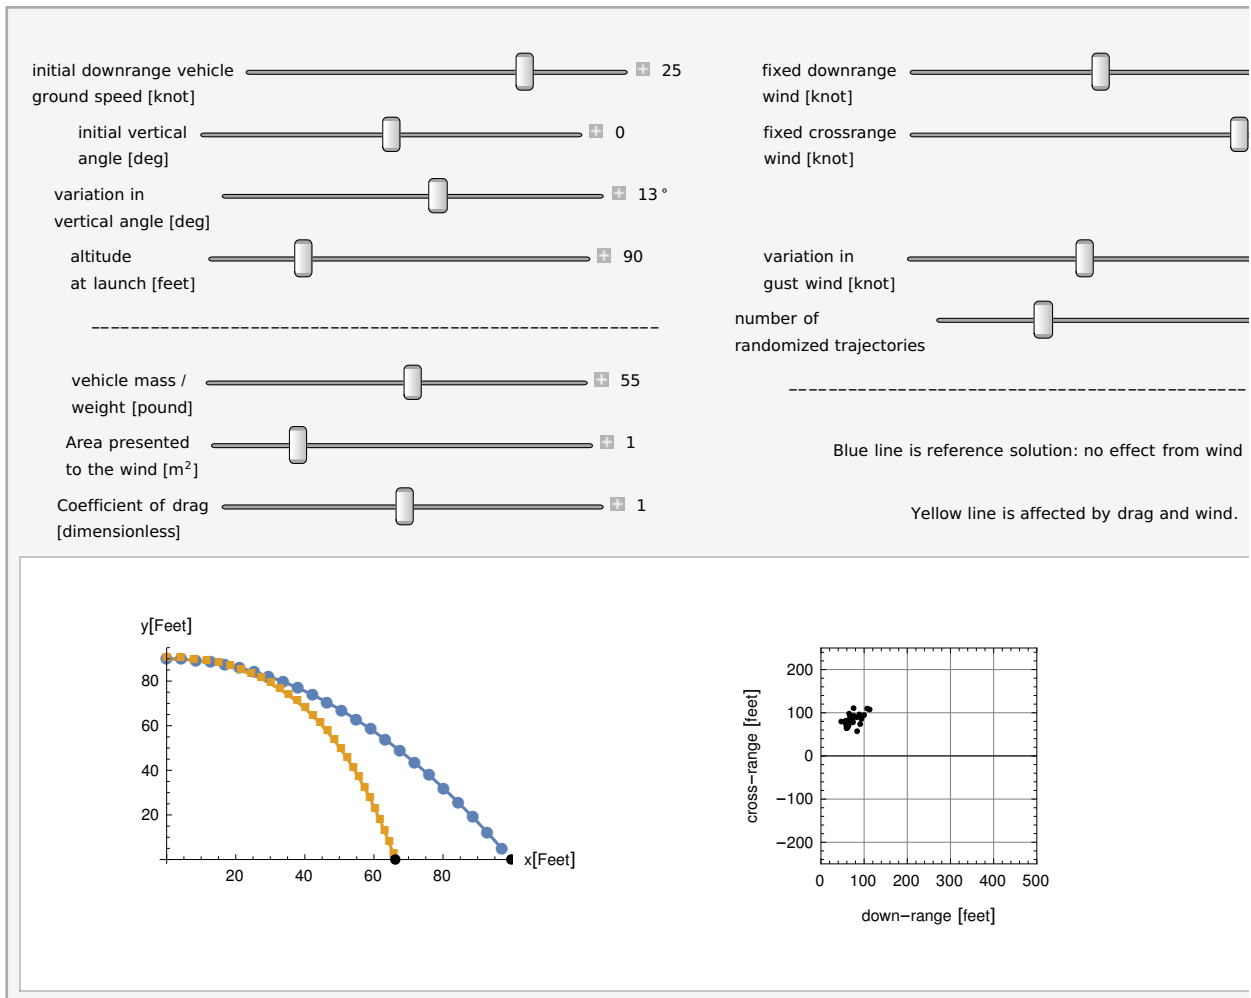 initial downrange vehicle
ground speed [knot]
25
initial vertical
angle [deg]
0
variation in
vertical angle [deg]
13 °
altitude
at launch [feet]
90
vehicle mass /
weight [pound]
55
Area presented
to the wind [m²]
1
Coefficient of drag
[dimensionless]
1
fixed downrange
wind [knot]
fixed crossrange
wind [knot]
variation in
gust wind [knot]
number of
randomized trajectories
Blue line is reference solution: no effect from wind
Yellow line is affected by drag and wind.
y[Feet]
80
60
40
20
20 40 60 80
x[Feet]
cross-range [feet]
200
100
0
−100
−200
0 100 200 300 400 500
down−range [feet]